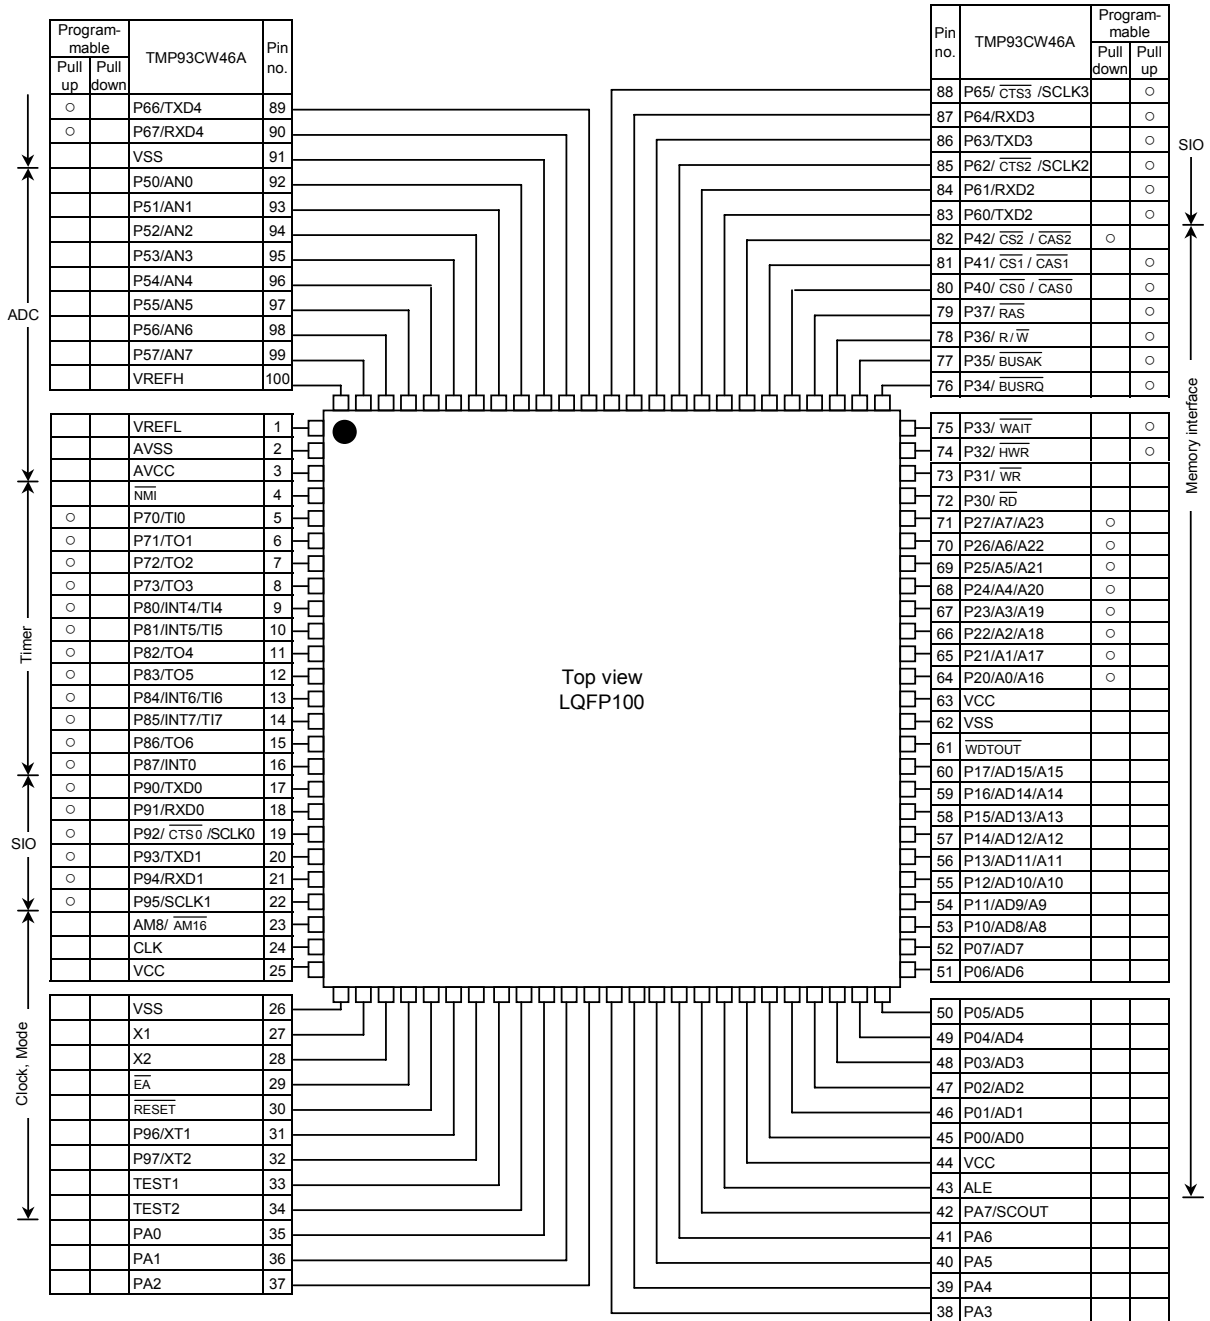 Program-
mable
Pull
up
Pull
down
TMP93CW46A
Pin
no.
○ P66/TXD4 89
○ P67/RXD4 90
VSS 91
P50/AN0 92
P51/AN1 93
P52/AN2 94
P53/AN3 95
P54/AN4 96
P55/AN5 97
P56/AN6 98
P57/AN7 99
VREFH 100
ADC
VREFL 1
AVSS 2
AVCC 3
NMI 4
○ P70/TI0 5
○ P71/TO1 6
○ P72/TO2 7
○ P73/TO3 8
○ P80/INT4/TI4 9
○ P81/INT5/TI5 10
○ P82/TO4 11
○ P83/TO5 12
○ P84/INT6/TI6 13
○ P85/INT7/TI7 14
○ P86/TO6 15
○ P87/INT0 16
Timer
○ P90/TXD0 17
○ P91/RXD0 18
○ P92/ CTS0 /SCLK0 19
○ P93/TXD1 20
○ P94/RXD1 21
○ P95/SCLK1 22
SIO
AM8/ AM16 23
CLK 24
VCC 25
VSS 26
X1 27
X2 28
EA 29
RESET 30
P96/XT1 31
P97/XT2 32
TEST1 33
TEST2 34
Clock, Mode
PA0 35
PA1 36
PA2 37
Top view
LQFP100
Pin
no.
TMP93CW46A
Program-
mable
Pull
down
Pull
up
88 P65/ CTS3 /SCLK3 ○
87 P64/RXD3 ○
86 P63/TXD3 ○
85 P62/ CTS2 /SCLK2 ○
84 P61/RXD2 ○
83 P60/TXD2 ○
SIO
82 P42/ CS2 / CAS2 ○
81 P41/ CS1 / CAS1 ○
80 P40/ CS0 / CAS0 ○
79 P37/ RAS ○
78 P36/ R/W ○
77 P35/ BUSAK ○
76 P34/ BUSRQ ○
75 P33/ WAIT ○
74 P32/ HWR ○
73 P31/ WR
72 P30/ RD
71 P27/A7/A23 ○
70 P26/A6/A22 ○
69 P25/A5/A21 ○
68 P24/A4/A20 ○
67 P23/A3/A19 ○
66 P22/A2/A18 ○
65 P21/A1/A17 ○
64 P20/A0/A16 ○
63 VCC
62 VSS
61 WDTOUT
60 P17/AD15/A15
59 P16/AD14/A14
58 P15/AD13/A13
57 P14/AD12/A12
56 P13/AD11/A11
55 P12/AD10/A10
54 P11/AD9/A9
53 P10/AD8/A8
52 P07/AD7
51 P06/AD6
50 P05/AD5
49 P04/AD4
48 P03/AD3
47 P02/AD2
46 P01/AD1
45 P00/AD0
44 VCC
43 ALE
Memory interface
42 PA7/SCOUT
41 PA6
40 PA5
39 PA4
38 PA3